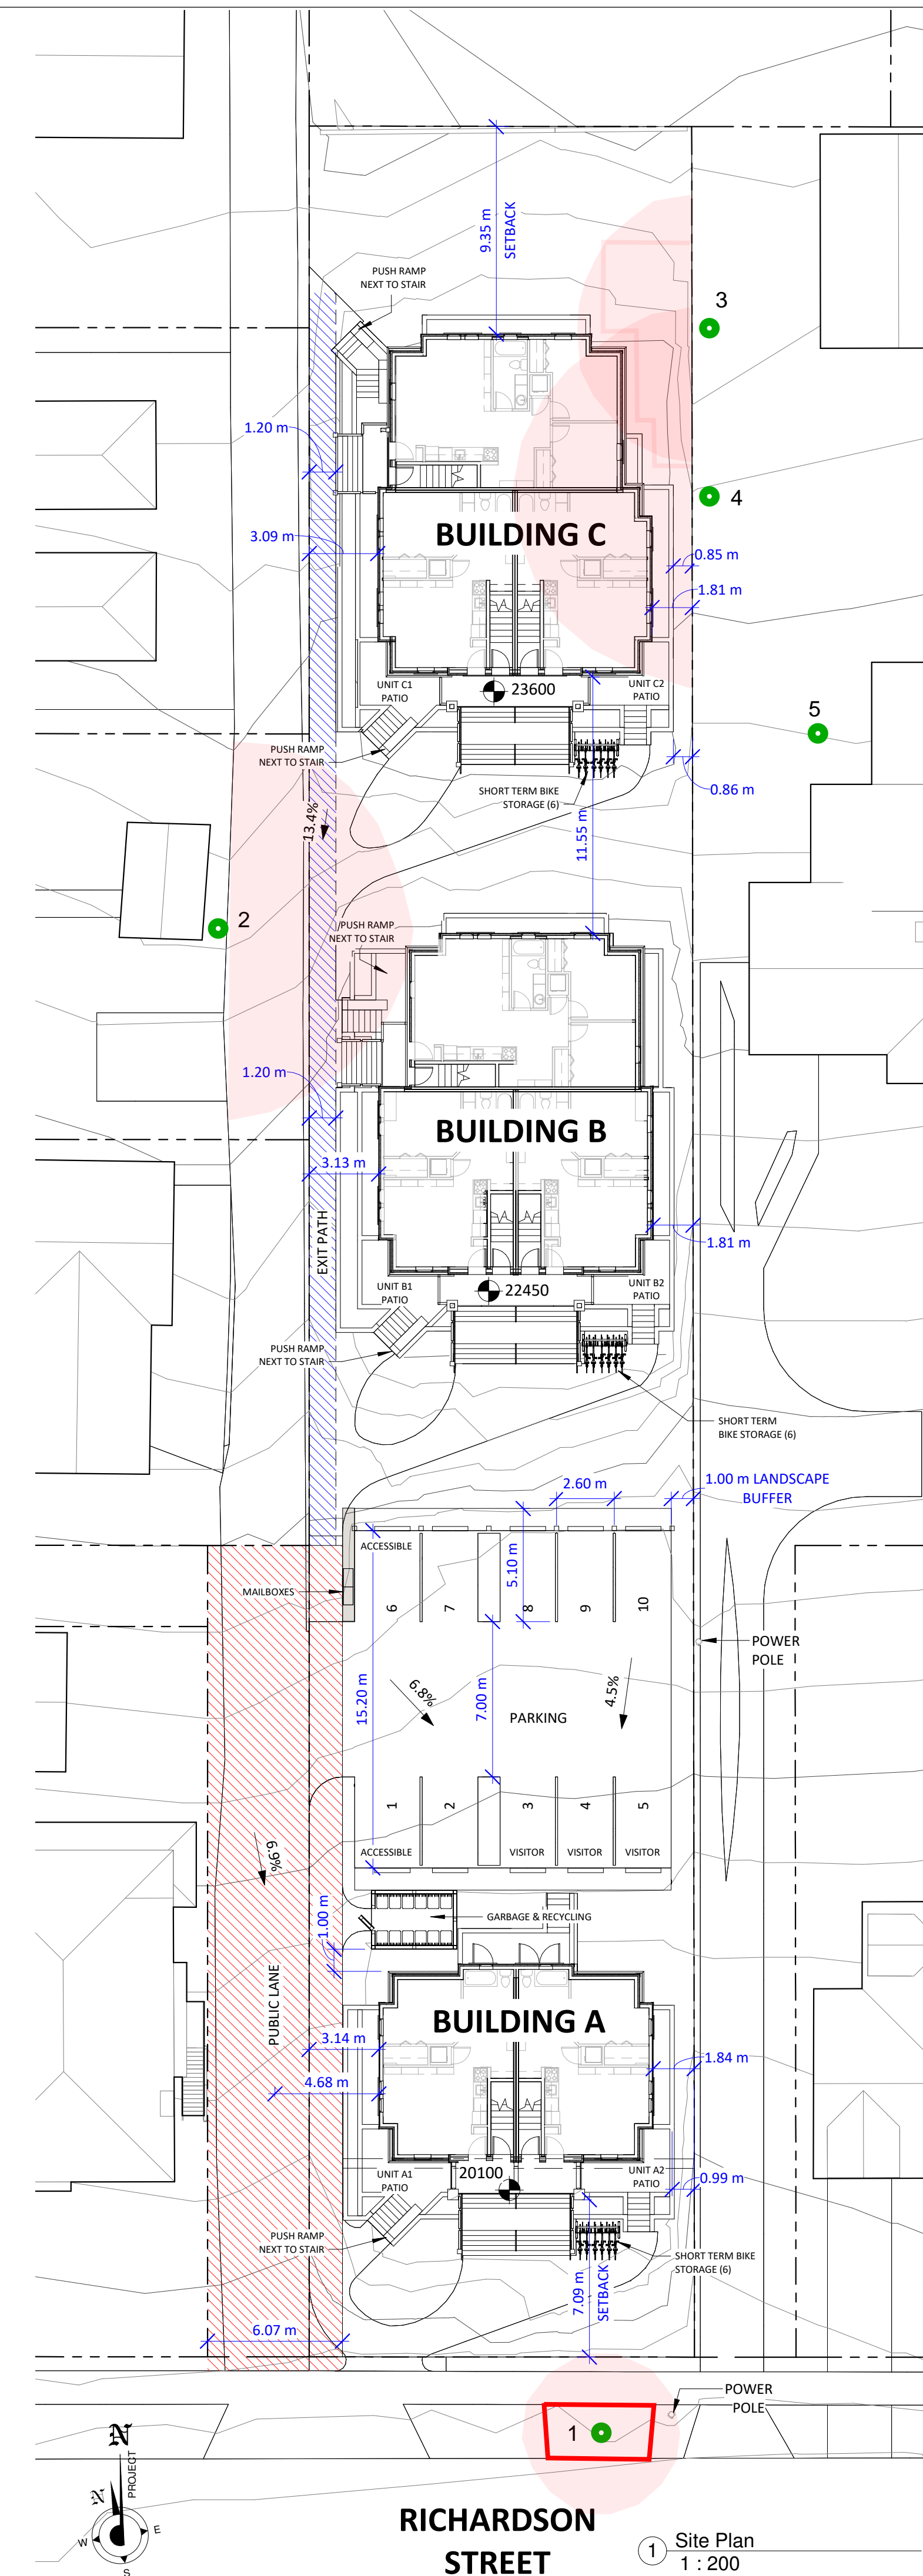 9.35 m
SETBACK
PUSH RAMP
NEXT TO STAIR
3
1.20 m
4
BUILDING C
3.09 m
0.85 m
1.81 m
UNIT C1
PATIO
23600
UNIT C2
PATIO
5
PUSH RAMP
NEXT TO STAIR
SHORT TERM BIKE
STORAGE (6)
0.86 m
13.4%
11.55 m
2
PUSH RAMP
NEXT TO STAIR
1.20 m
BUILDING B
3.13 m
EXIT PATH
1.81 m
UNIT B1
PATIO
22450
UNIT B2
PATIO
PUSH RAMP
NEXT TO STAIR
SHORT TERM
BIKE STORAGE (6)
2.60 m
1.00 m LANDSCAPE
BUFFER
ACCESSIBLE
5.10 m
MAILBOXES
6
7
8
9
10
POWER
POLE
15.20 m
6.8%
7.00 m
4.5%
PARKING
1
2
3
4
5
ACCESSIBLE
VISITOR
VISITOR
VISITOR
6.9%
1.00 m
GARBAGE & RECYCLING
PUBLIC LANE
BUILDING A
3.14 m
1.84 m
4.68 m
UNIT A1
PATIO
20100
UNIT A2
PATIO
0.99 m
PUSH RAMP
NEXT TO STAIR
SHORT TERM BIKE
STORAGE (6)
7.09 m
SETBACK
6.07 m
POWER
POLE
1
N
PROJECT
N
W
E
S
RICHARDSON
STREET
1
Site Plan
1 : 200